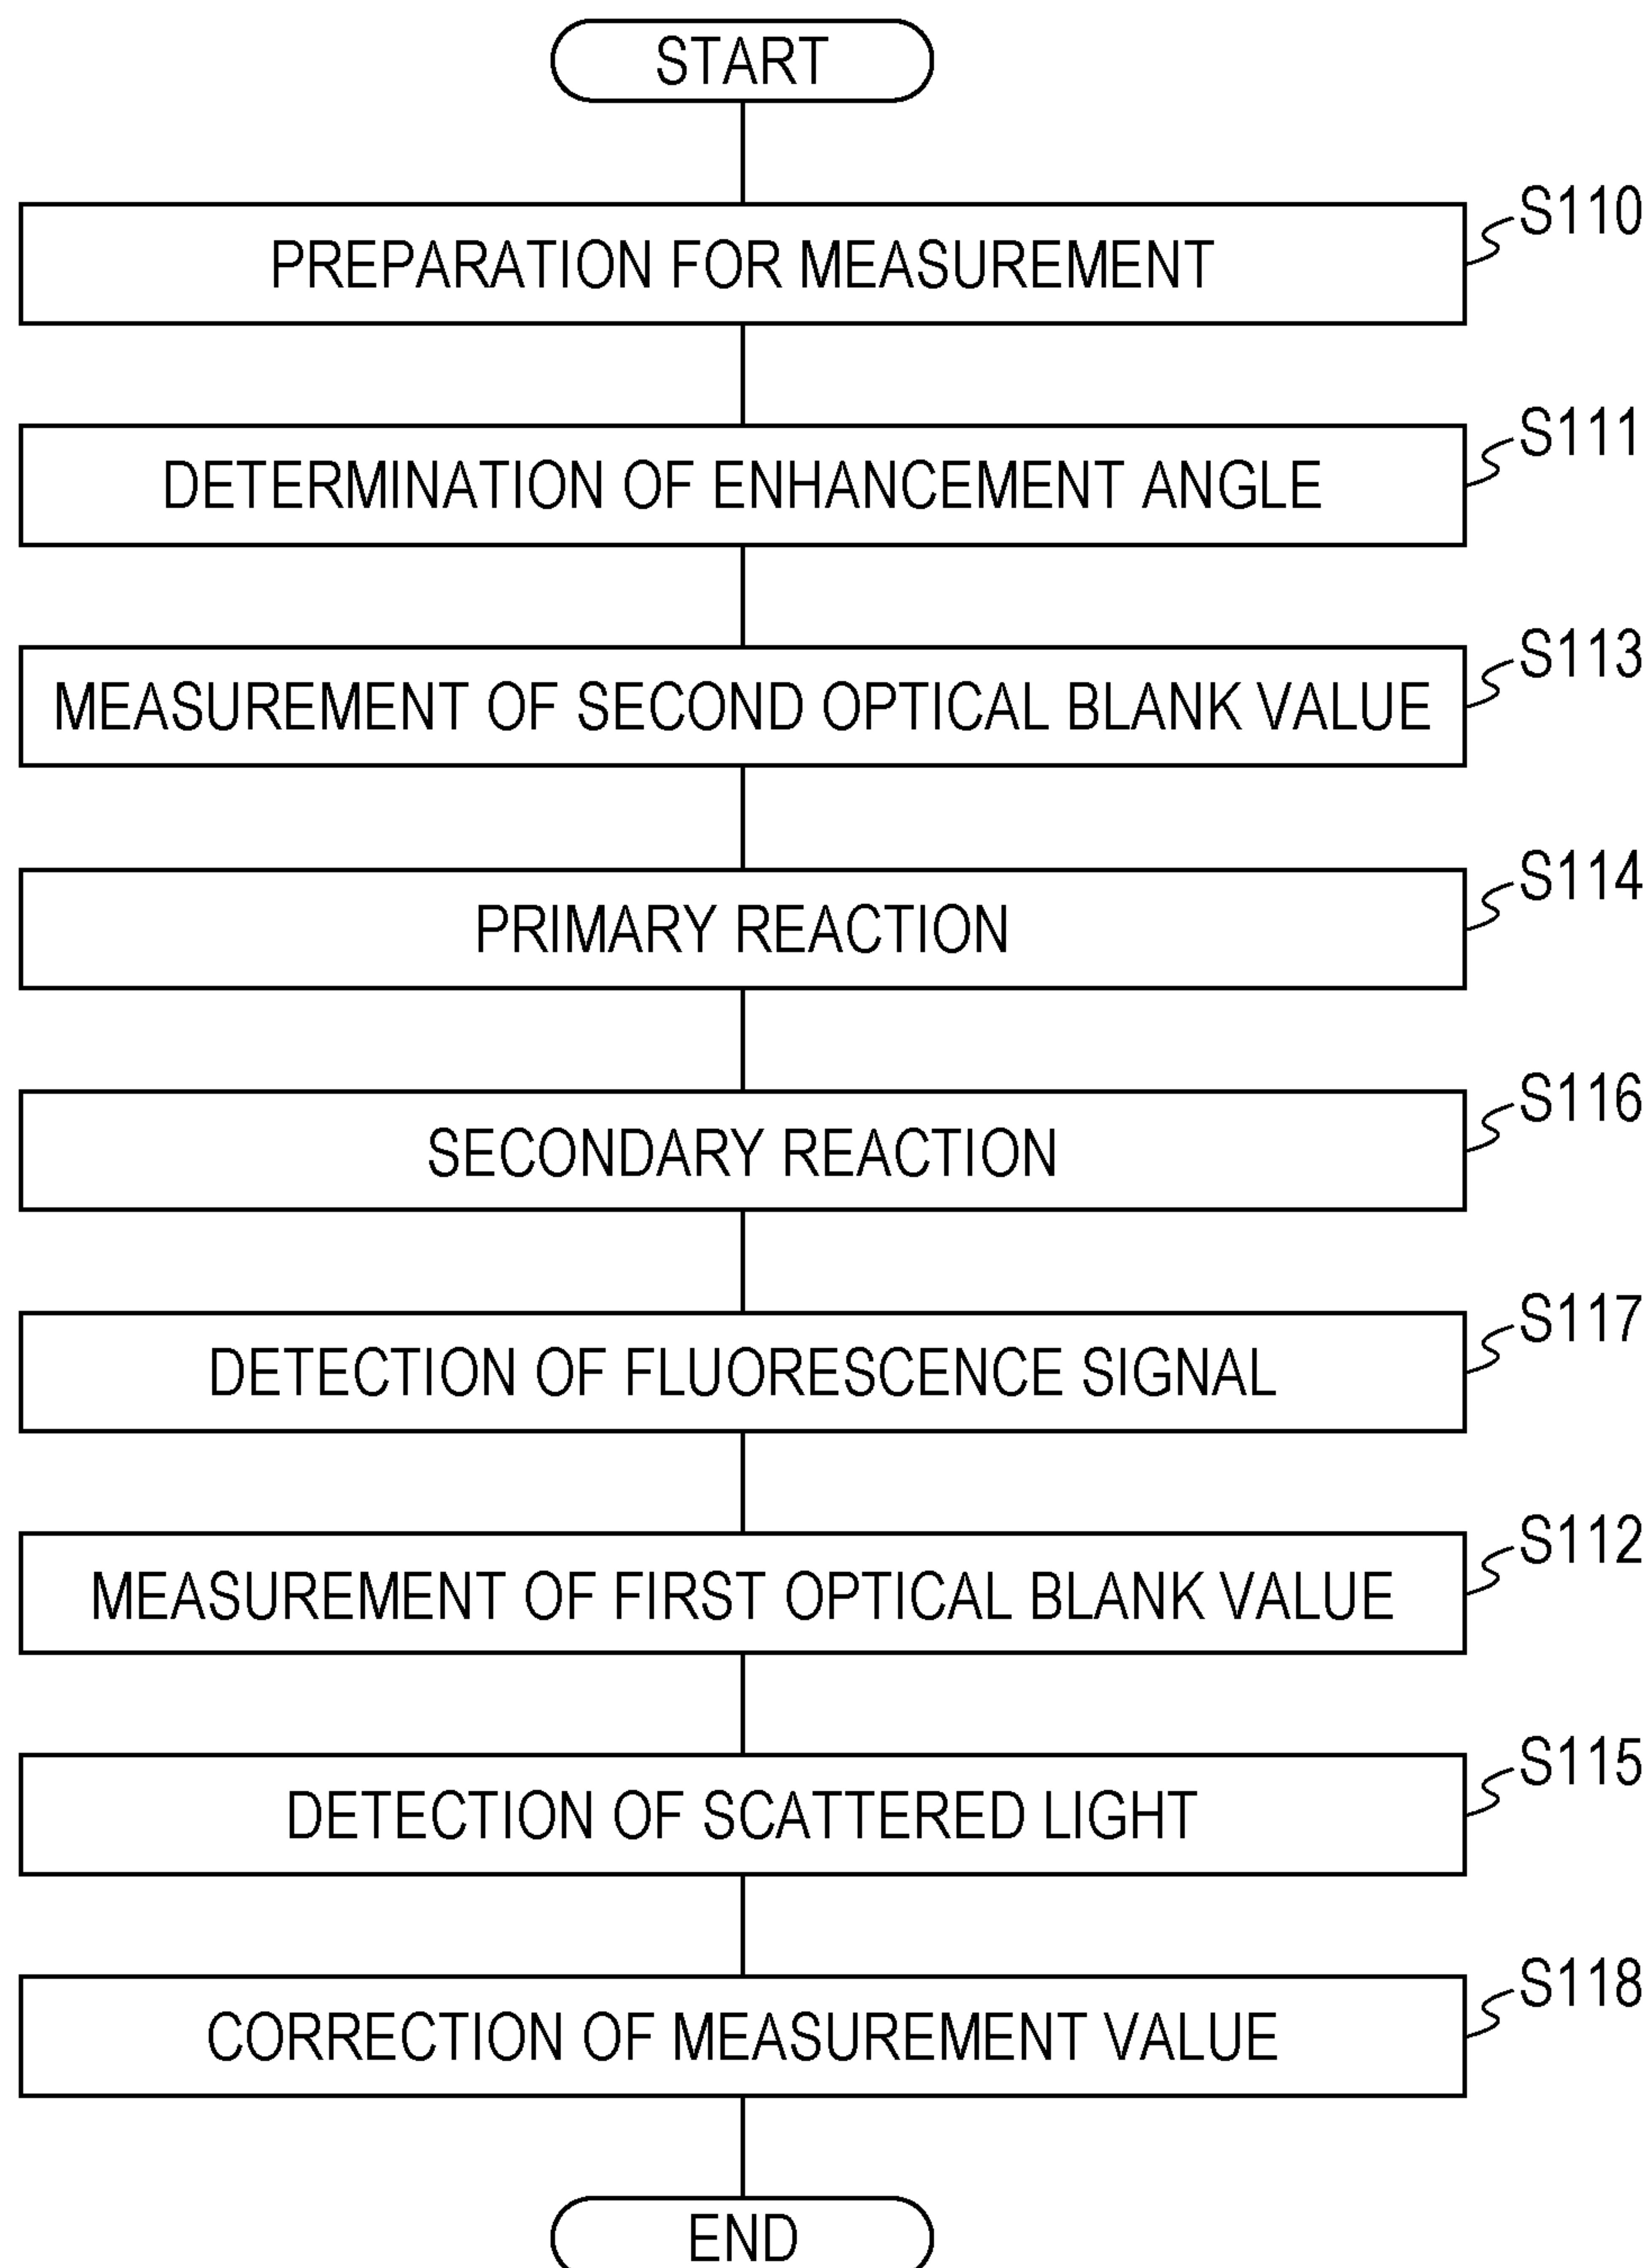 START
S110
PREPARATION FOR MEASUREMENT
S111
DETERMINATION OF ENHANCEMENT ANGLE
S113
MEASUREMENT OF SECOND OPTICAL BLANK VALUE
S114
PRIMARY REACTION
S116
SECONDARY REACTION
S117
DETECTION OF FLUORESCENCE SIGNAL
S112
MEASUREMENT OF FIRST OPTICAL BLANK VALUE
S115
DETECTION OF SCATTERED LIGHT
S118
CORRECTION OF MEASUREMENT VALUE
END